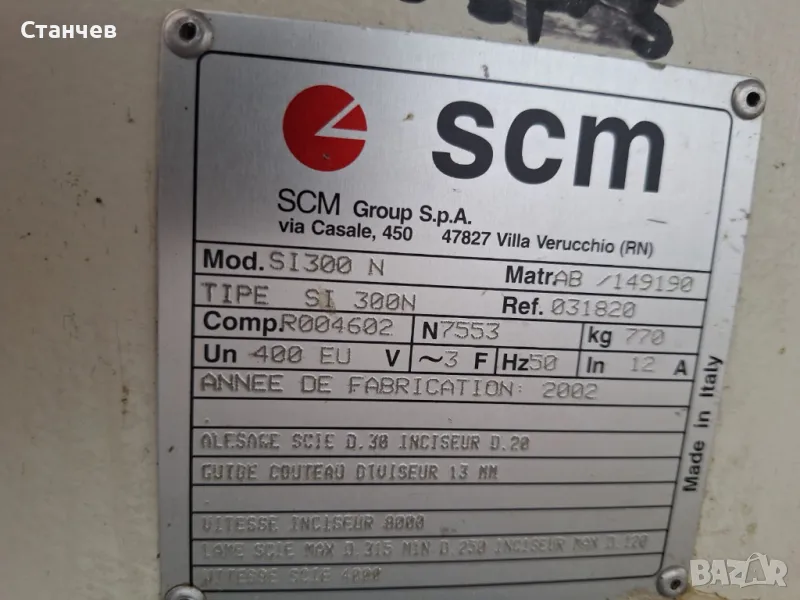 Станчев
scm
SCM Group S.p.A.
via Casale, 450 47827 Villa Verucchio (RN)
Mod. SI300 N Matr. AB /149190
TIPE SI 300N Ref. 031820
Comp. R004602 N7553 kg 770
Un 400 EU V ~3 F Hz 50 In 12 A
ANNEE DE FABRICATION: 2002
ALESAGE SCIE D.30 INCISEUR D.20
GUIDE COUTEAU DIVISEUR 13 MM
VITESSE INCISEUR 8000
LAME SCIE MAX D.315 MIN D.250 INCISEUR MAX D.120
VITESSE SCIE 4000
Made in Italy
BAZAR